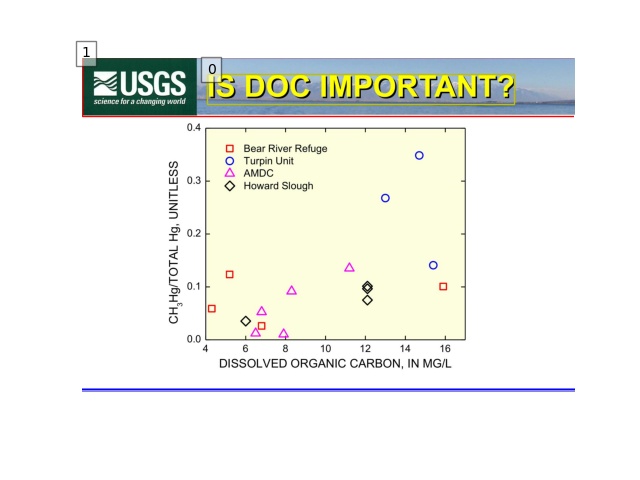 1
0
USGS
science for a changing world
IS DOC IMPORTANT?
0.4
0.3
0.2
0.1
0.0
CH3Hg/TOTAL Hg, UNITLESS
Bear River Refuge
Turpin Unit
AMDC
Howard Slough
4 6 8 10 12 14 16
DISSOLVED ORGANIC CARBON, IN MG/L